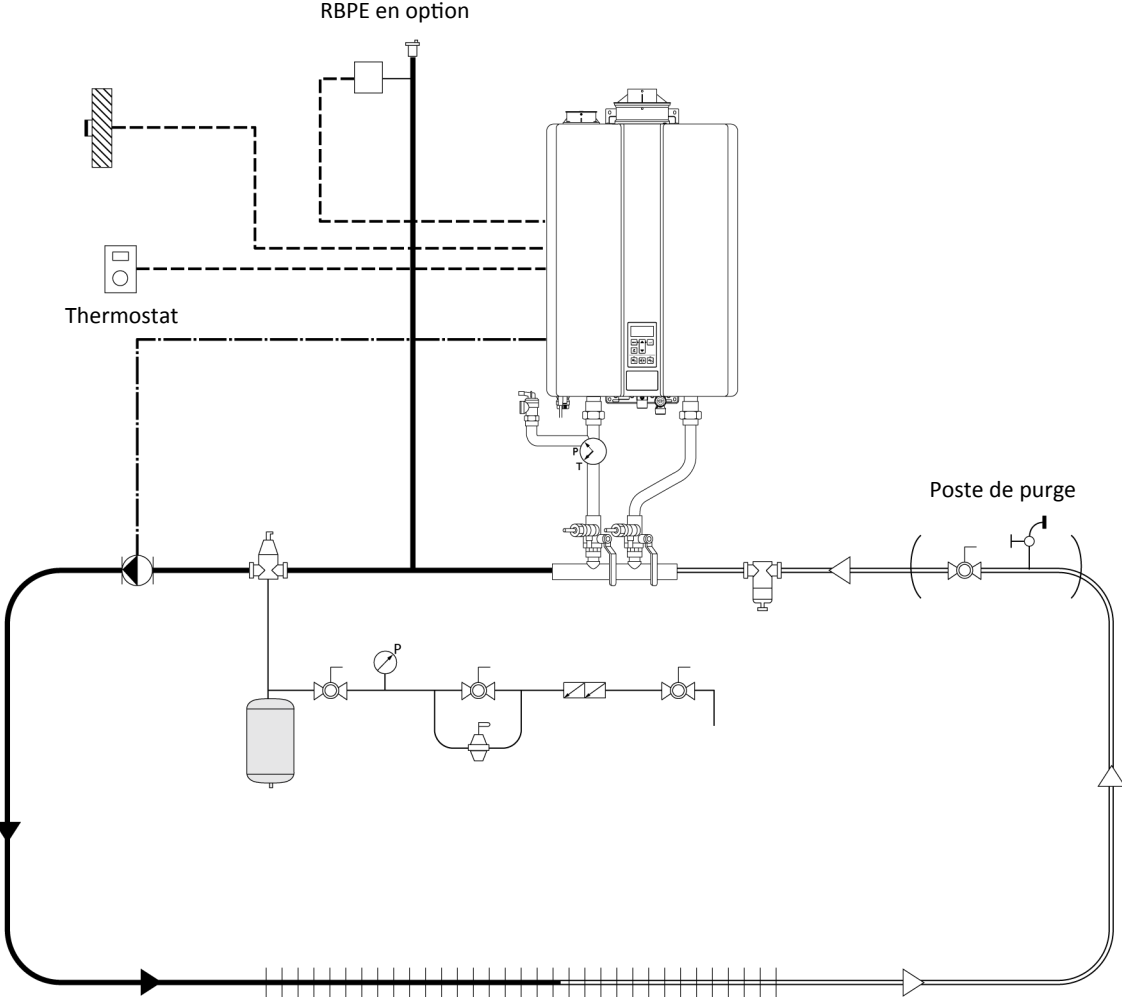 RBPE en option
Thermostat
P
T
Poste de purge
P